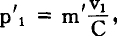 p'₁ = m' v₁/C ,